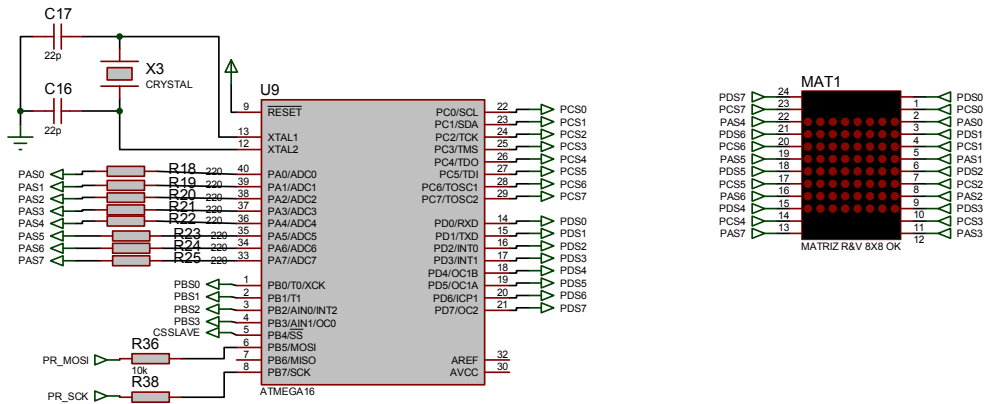 C17
22p
X3
CRYSTAL
C16
22p
U9
9 RESET
13 XTAL1
12 XTAL2
PAS0 R18 220 40 PA0/ADC0
PAS1 R19 220 39 PA1/ADC1
PAS2 R20 220 38 PA2/ADC2
PAS3 R21 220 37 PA3/ADC3
PAS4 R22 220 36 PA4/ADC4
PAS5 R23 220 35 PA5/ADC5
PAS6 R24 220 34 PA6/ADC6
PAS7 R25 220 33 PA7/ADC7
PBS0 1 PB0/T0/XCK
PBS1 2 PB1/T1
PBS2 3 PB2/AIN0/INT2
PBS3 4 PB3/AIN1/OC0
CSSLAVE 5 PB4/SS
PR_MOSI R36 10k 6 PB5/MOSI
7 PB6/MISO
PR_SCK R38 8 PB7/SCK
PC0/SCL 22 PCS0
PC1/SDA 23 PCS1
PC2/TCK 24 PCS2
PC3/TMS 25 PCS3
PC4/TDO 26 PCS4
PC5/TDI 27 PCS5
PC6/TOSC1 28 PCS6
PC7/TOSC2 29 PCS7
PD0/RXD 14 PDS0
PD1/TXD 15 PDS1
PD2/INT0 16 PDS2
PD3/INT1 17 PDS3
PD4/OC1B 18 PDS4
PD5/OC1A 19 PDS5
PD6/ICP1 20 PDS6
PD7/OC2 21 PDS7
AREF 32
AVCC 30
ATMEGA16
MAT1
PDS7 24 1 PDS0
PCS7 23 2 PCS0
PAS4 22 3 PAS0
PDS6 21 4 PDS1
PCS6 20 5 PCS1
PAS5 19 6 PAS1
PDS5 18 7 PDS2
PCS5 17 8 PCS2
PAS6 16 9 PAS2
PDS4 15 10 PDS3
PCS4 14 11 PCS3
PAS7 13 12 PAS3
MATRIZ R&V 8X8 OK